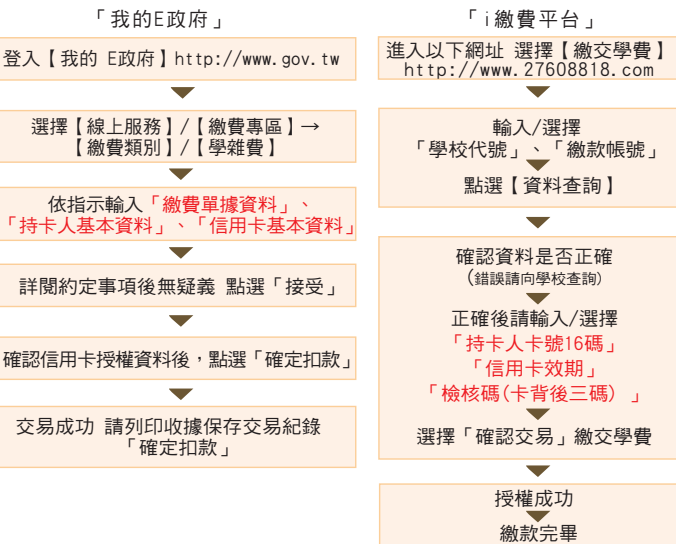 「我的E政府」
登入【我的 E政府】http://www.gov.tw
選擇【線上服務】/【繳費專區】→
【繳費類別】/【學雜費】
依指示輸入「繳費單據資料」、
「持卡人基本資料」、「信用卡基本資料」
詳閱約定事項後無疑義 點選「接受」
確認信用卡授權資料後，點選「確定扣款」
交易成功 請列印收據保存交易紀錄
「確定扣款」
「i繳費平台」
進入以下網址 選擇【繳交學費】
http://www.27608818.com
輸入/選擇
「學校代號」、「繳款帳號」
點選【資料查詢】
確認資料是否正確
(錯誤請向學校查詢)
正確後請輸入/選擇
「持卡人卡號16碼」
「信用卡效期」
「檢核碼(卡背後三碼) 」
選擇「確認交易」繳交學費
授權成功
繳款完畢